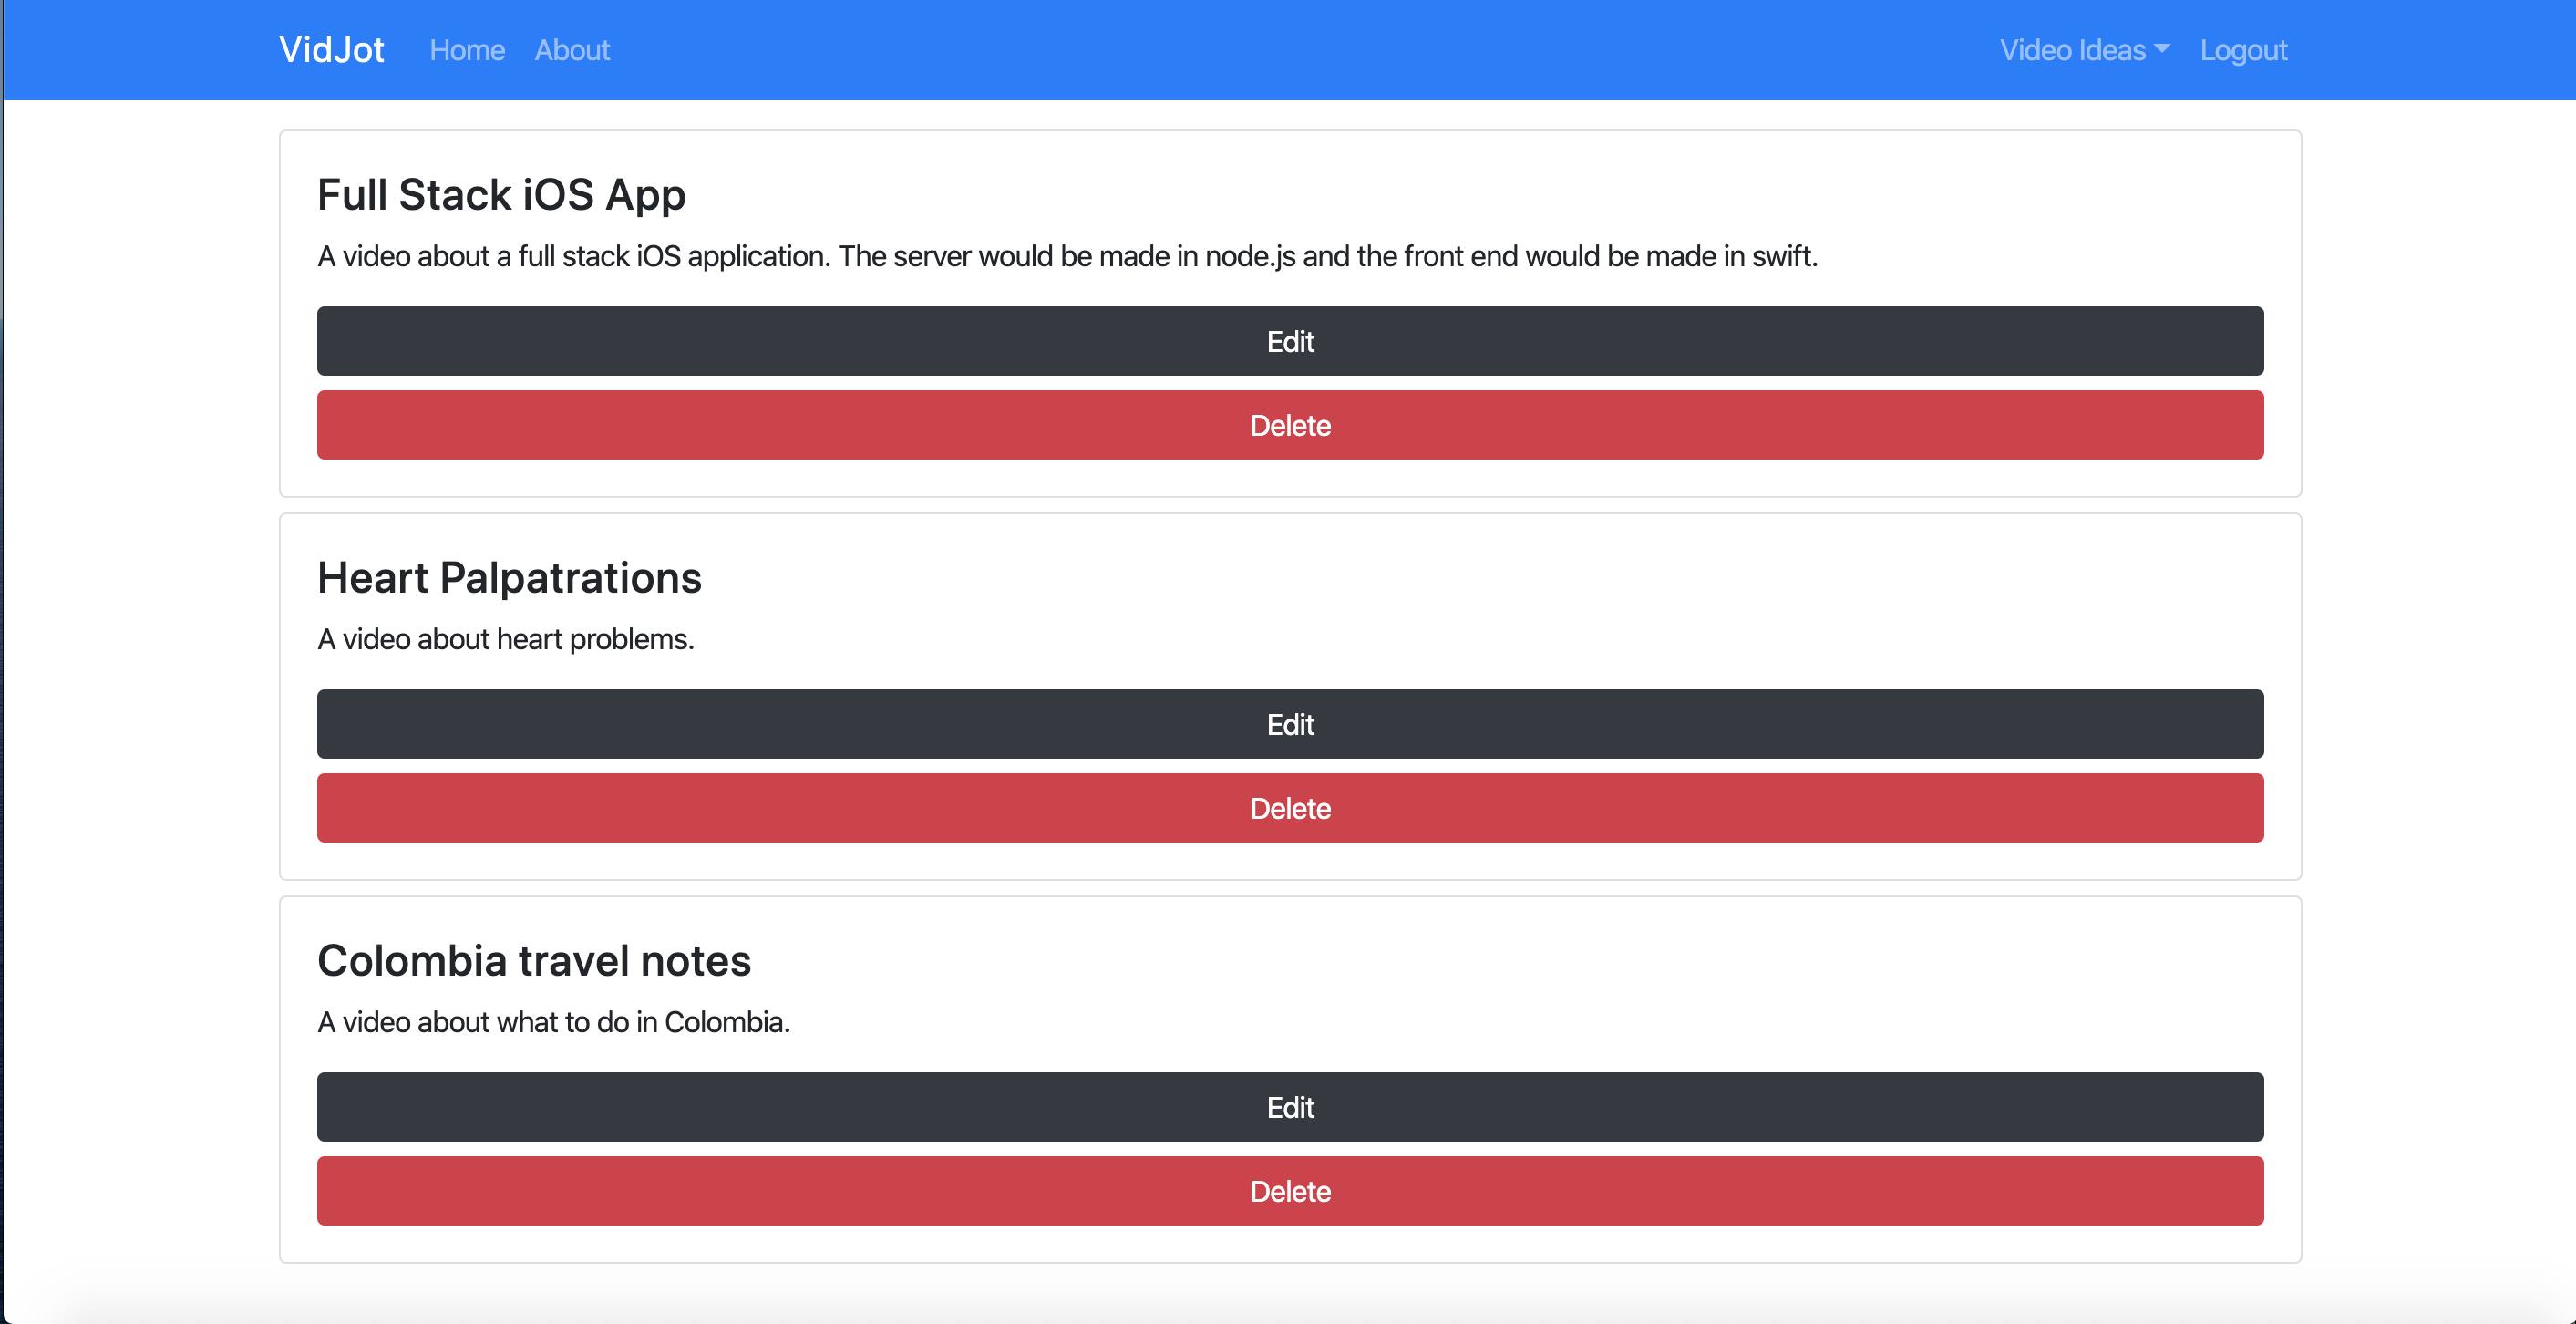 VidJot Home About Video Ideas Logout
Full Stack iOS App
A video about a full stack iOS application. The server would be made in node.js and the front end would be made in swift.
Edit
Delete
Heart Palpatrations
A video about heart problems.
Edit
Delete
Colombia travel notes
A video about what to do in Colombia.
Edit
Delete